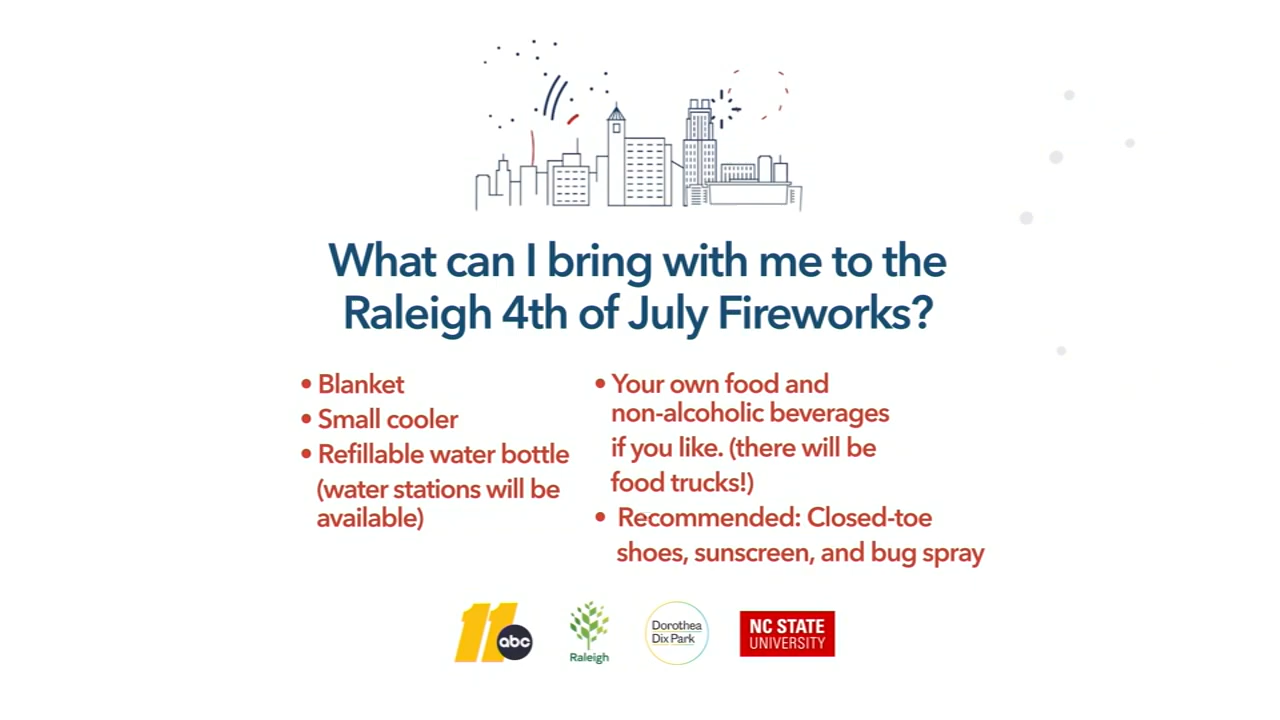 What can I bring with me to the
Raleigh 4th of July Fireworks?
• Blanket
• Small cooler
• Refillable water bottle
(water stations will be
available)
• Your own food and
non-alcoholic beverages
if you like. (there will be
food trucks!)
• Recommended: Closed-toe
shoes, sunscreen, and bug spray
11 abc
Raleigh
Dorothea
Dix Park
NC STATE
UNIVERSITY